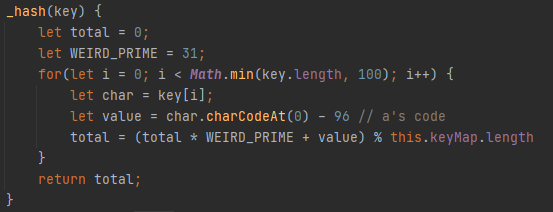 _hash(key) {
    let total = 0;
    let WEIRD_PRIME = 31;
    for(let i = 0; i < Math.min(key.length, 100); i++) {
        let char = key[i];
        let value = char.charCodeAt(0) - 96 // a's code
        total = (total * WEIRD_PRIME + value) % this.keyMap.length
    }
    return total;
}